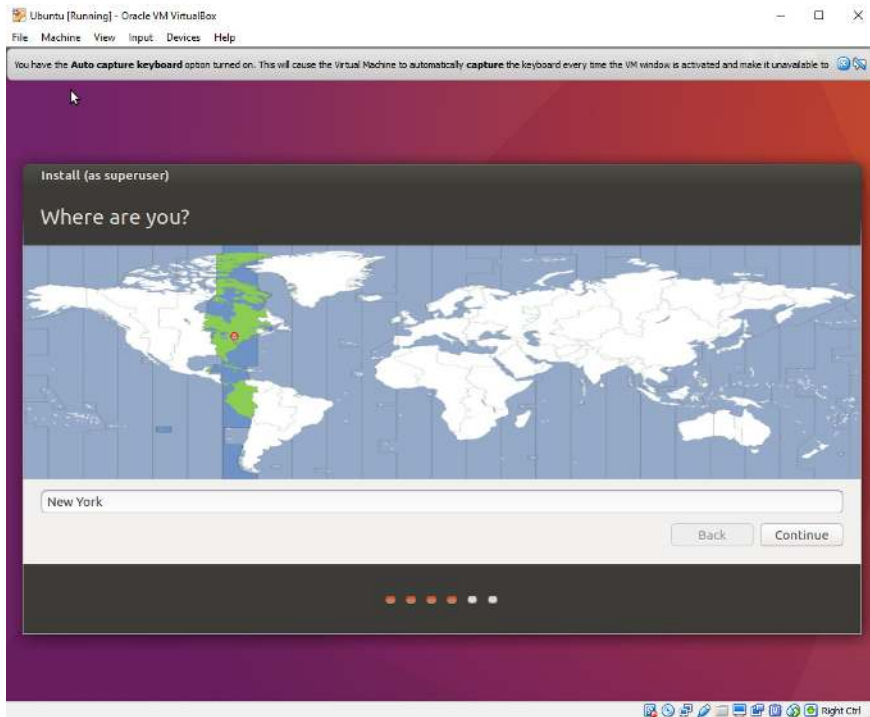 Ubuntu [Running] - Oracle VM VirtualBox
File Machine View Input Devices Help
You have the Auto capture keyboard option turned on. This will cause the Virtual Machine to automatically capture the keyboard every time the VM window is activated and make it unavailable to
Install (as superuser)
Where are you?
New York
Back Continue
Right Ctrl